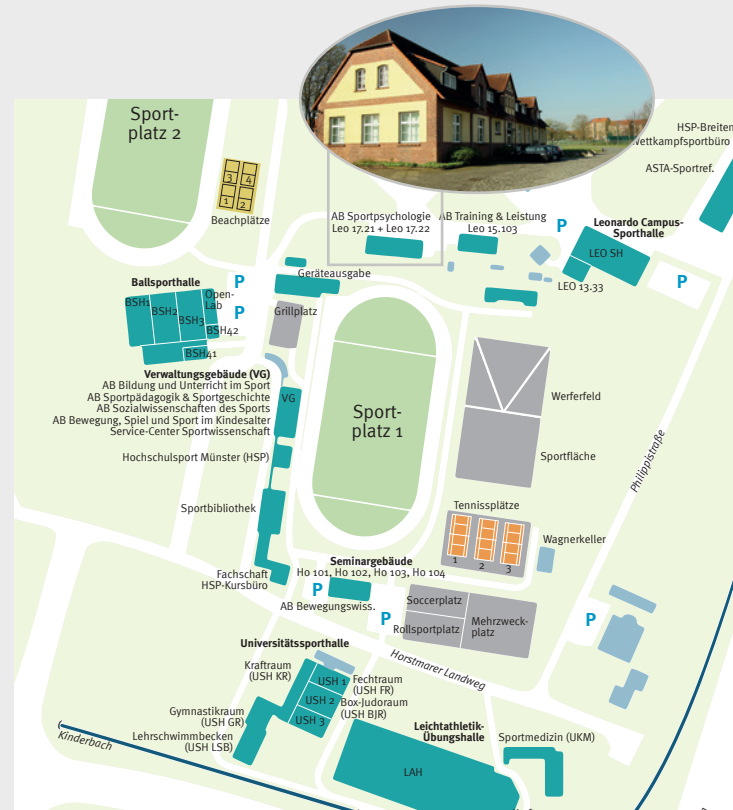 Sport-
platz 2
HSP-Breiten
Wettkampfsportbüro
ASTA-Sportref.
3
4
1
2
Beachplätze
AB Sportpsychologie
Leo 17.21 + Leo 17.22
AB Training & Leistung
Leo 15.103
P
Leonardo Campus-
Sporthalle
LEO SH
LEO 13.33
P
Ballsporthalle
P
P
Geräteausgabe
BSH1
BSH2
BSH3
Open-
Lab
BSH42
BSH41
Grillplatz
Verwaltungsgebäude (VG)
AB Bildung und Unterricht im Sport
AB Sportpädagogik & Sportgeschichte
AB Sozialwissenschaften des Sports
AB Bewegung, Spiel und Sport im Kindesalter
Service-Center Sportwissenschaft
VG
Sport-
platz 1
Werferfeld
Sportfläche
Philippistraße
Hochschulsport Münster (HSP)
Sportbibliothek
Tennisplätze
1
2
3
Wagnerkeller
Fachschaft
HSP-Kursbüro
Seminargebäude
Ho 101, Ho 102, Ho 103, Ho 104
P
AB Bewegungswiss.
P
Soccerplatz
Rollsportplatz
Mehrzweck-
platz
P
Horstmarer Landweg
Universitätssporthalle
Kraftraum
(USH KR)
USH 1
USH 2
USH 3
Fechtraum
(USH FR)
Box-Judoraum
(USH BJR)
Gymnastikraum
(USH GR)
Lehrschwimmbecken
(USH LSB)
Kinderbach
Leichtathletik-
Übungshalle
LAH
Sportmedizin (UKM)